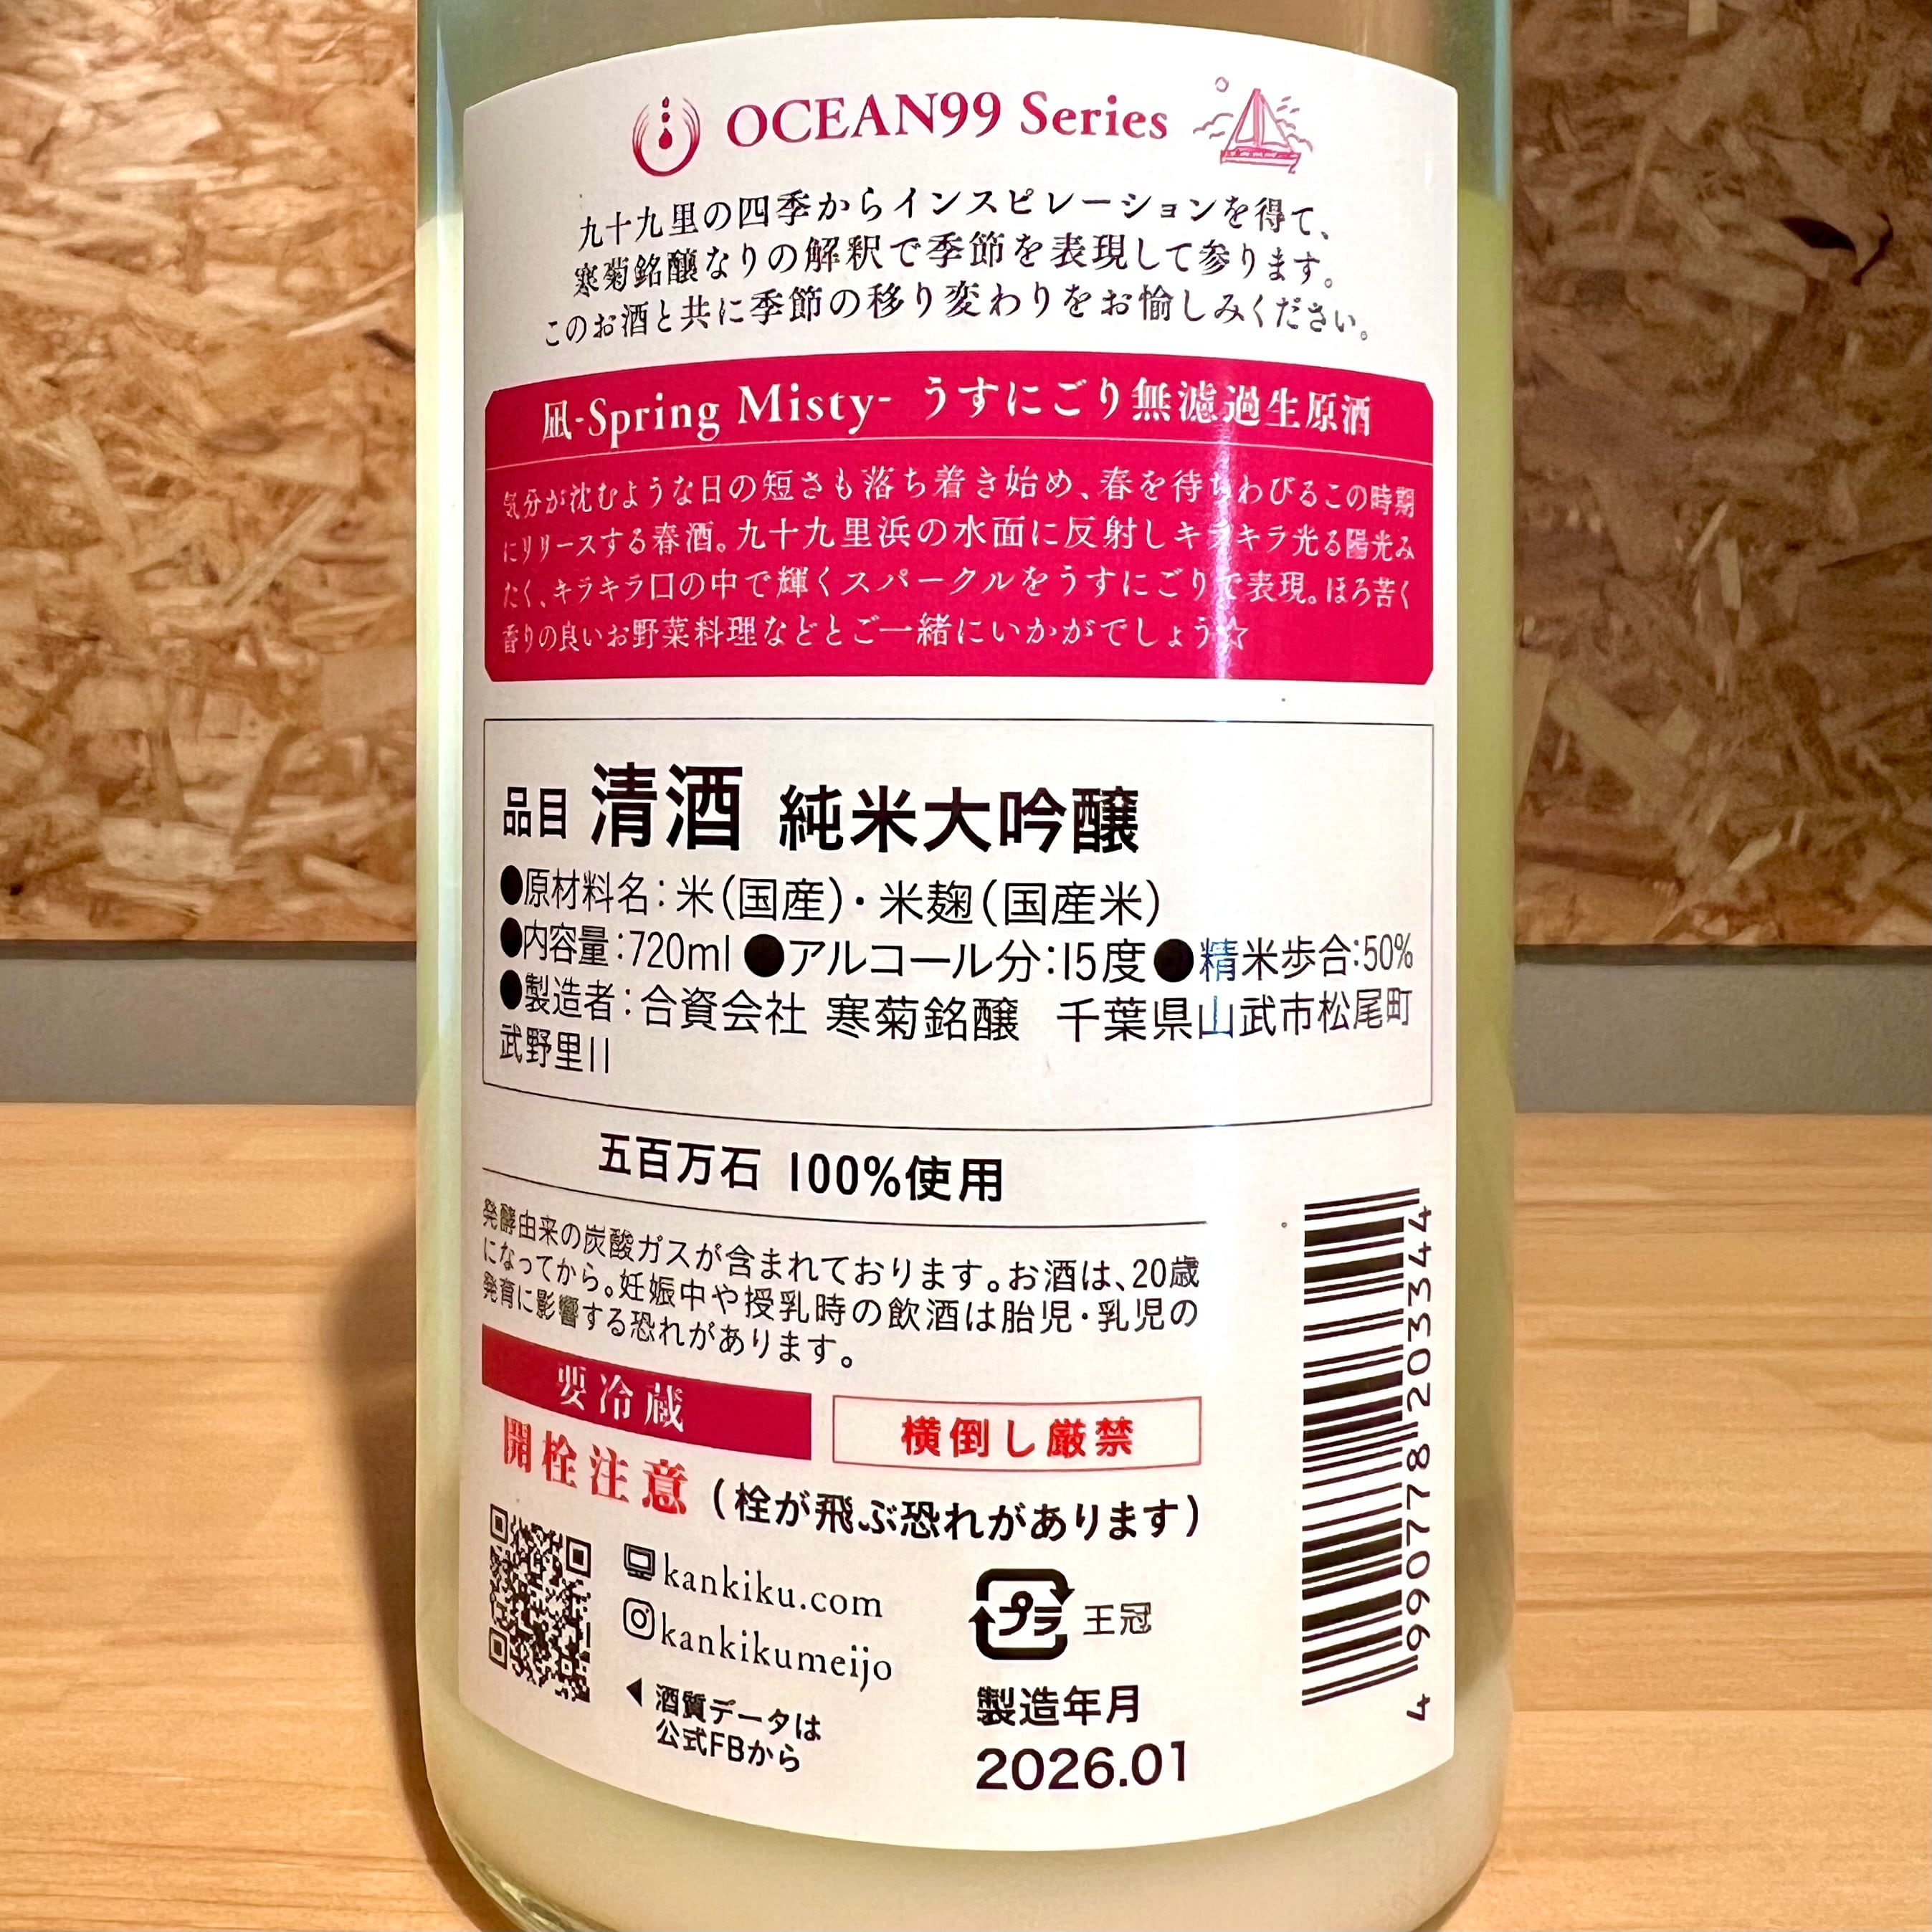 OCEAN99 Series
九十九里の四季からインスピレーションを得て、
寒菊銘醸なりの解釈で季節を表現して参ります。
このお酒と共に季節の移り変わりをお愉しみください。
凪-Spring Misty- うすにごり無濾過生原酒
気分が沈むような日の短さも落ち着き始め、春を待ちわびるこの時期
にリリースする春酒。九十九里浜の水面に反射しキラキラ光る陽光み
たく、キラキラ口の中で輝くスパークルをうすにごりで表現。ほろ苦く
香りの良いお野菜料理などとご一緒にいかがでしょう☆
品目 清酒 純米大吟醸
●原材料名：米(国産)・米麹(国産米)
●内容量：720ml ●アルコール分：15度 ●精米歩合：50%
●製造者：合資会社 寒菊銘醸 千葉県山武市松尾町
武野里11
五百万石 100%使用
発酵由来の炭酸ガスが含まれております。お酒は、20歳
になってから。妊娠中や授乳時の飲酒は胎児・乳児の
発育に影響する恐れがあります。
要冷蔵
横倒し厳禁
開栓注意 (栓が飛ぶ恐れがあります)
kankiku.com
kankikumeijo
◀ 酒質データは
公式FBから
プラ 王冠
製造年月
2026.01
4 990778 203344